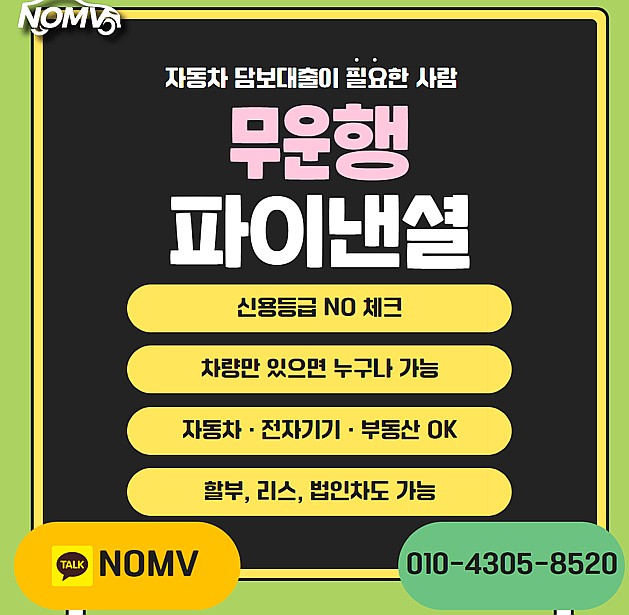 NOMV
자동차 담보대출이 필요한 사람
무운행
파이낸셜
신용등급 NO 체크
차량만 있으면 누구나 가능
자동차 · 전자기기 · 부동산 OK
할부, 리스, 법인차도 가능
TALK NOMV
010-4305-8520